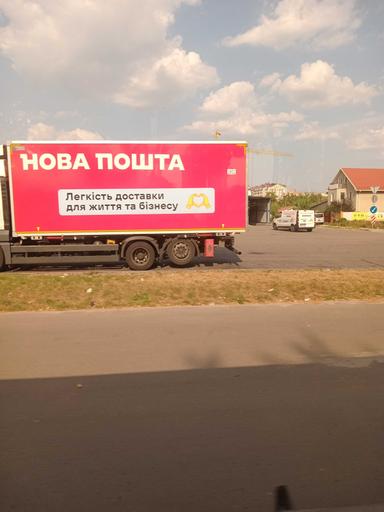 НОВА ПОШТА
Легкість доставки
для життя та бізнесу